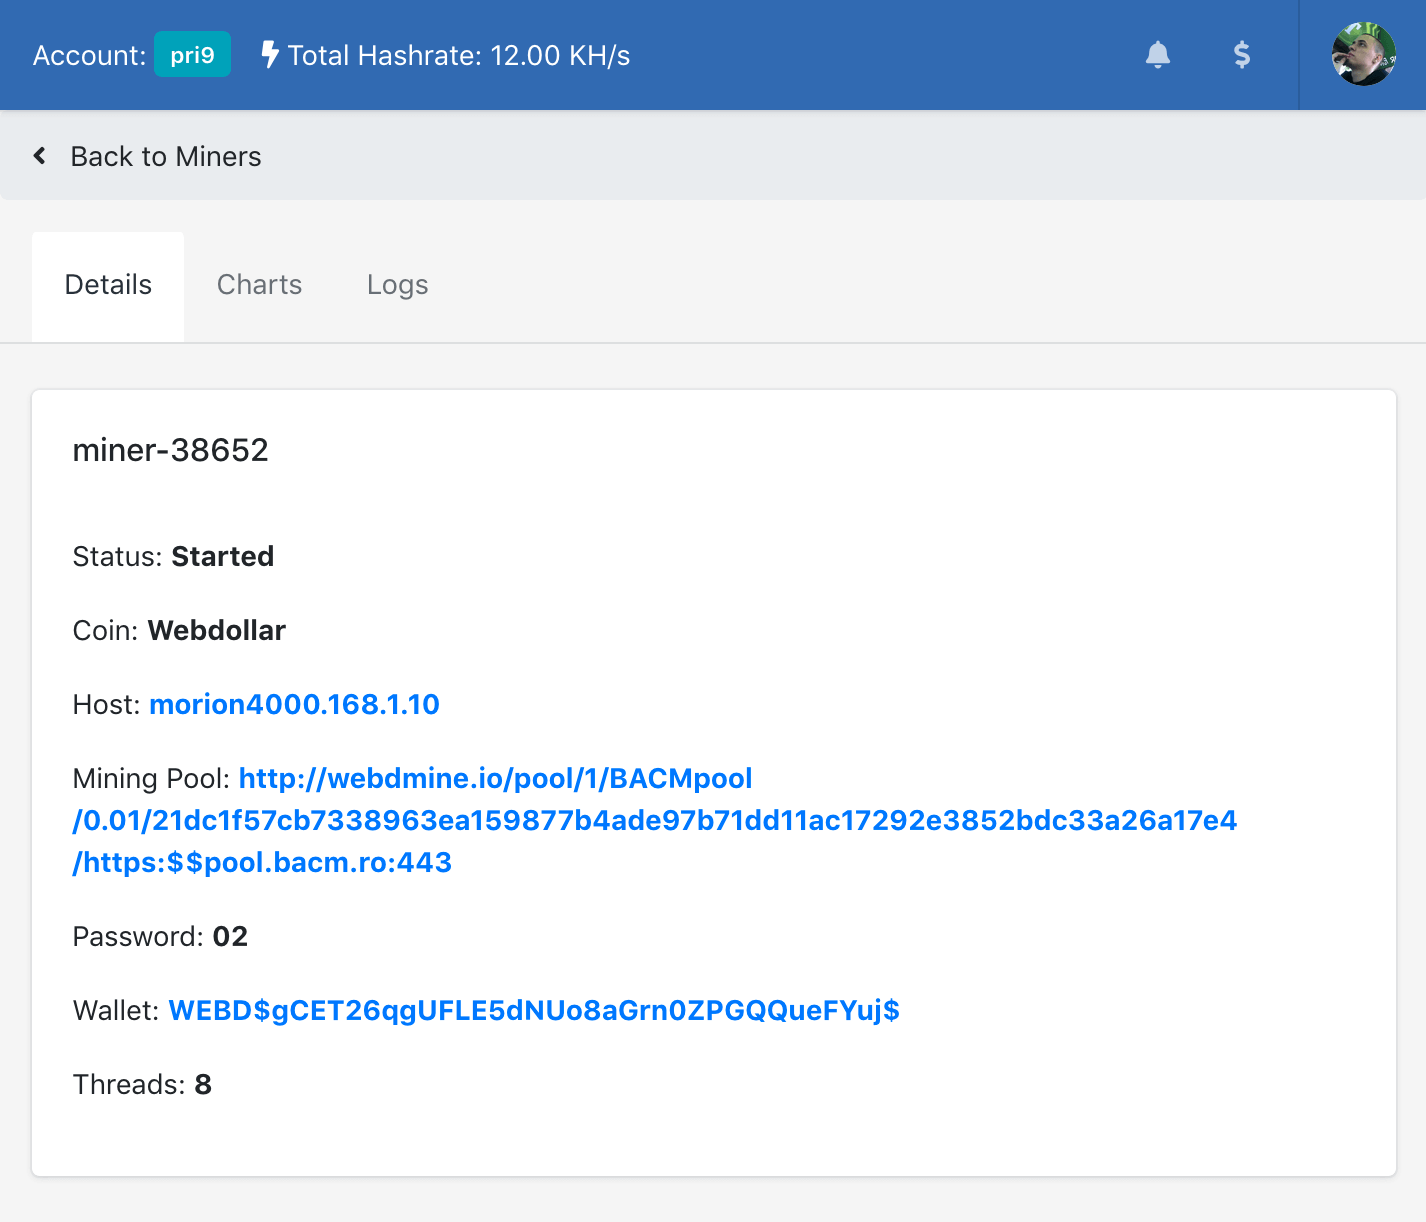 Account: pri9 Total Hashrate: 12.00 KH/s
Back to Miners
Details Charts Logs
miner-38652
Status: Started
Coin: Webdollar
Host: morion4000.168.1.10
Mining Pool: http://webdmine.io/pool/1/BACMpool
/0.01/21dc1f57cb7338963ea159877b4ade97b71dd11ac17292e3852bdc33a26a17e4
/https:$$pool.bacm.ro:443
Password: 02
Wallet: WEBD$gCET26qgUFLE5dNUo8aGrn0ZPGQQueFYuj$
Threads: 8